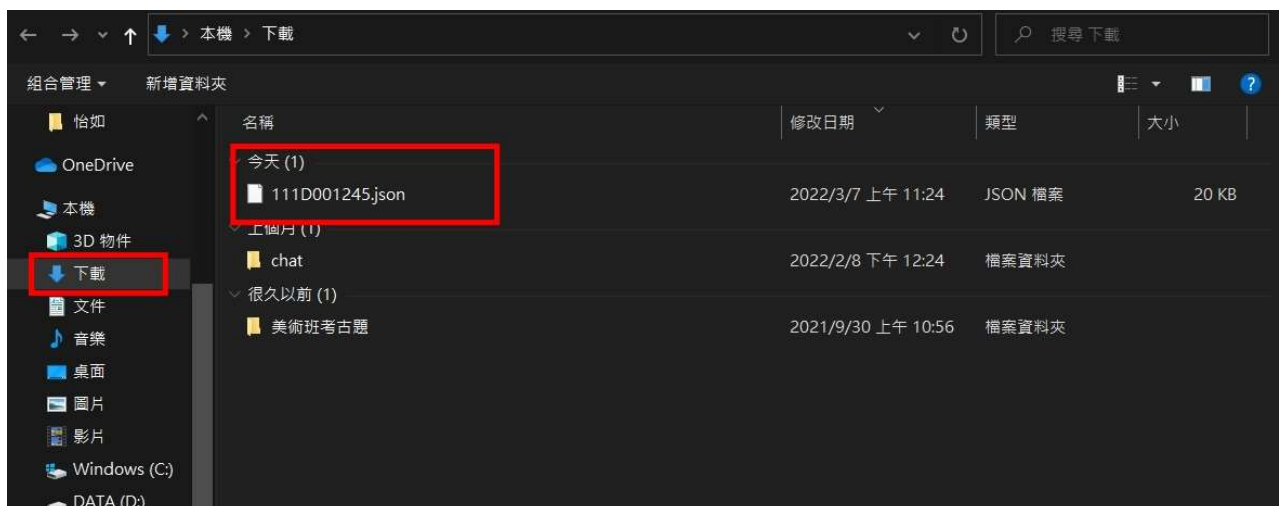 本機 > 下載
搜尋 下載
組合管理
新增資料夾
怡如
OneDrive
本機
3D 物件
下載
文件
音樂
桌面
圖片
影片
Windows (C:)
DATA (D:)
名稱 修改日期 類型 大小
今天 (1)
111D001245.json 2022/3/7 上午 11:24 JSON 檔案 20 KB
上個月 (1)
chat 2022/2/8 下午 12:24 檔案資料夾
很久以前 (1)
美術班考古題 2021/9/30 上午 10:56 檔案資料夾